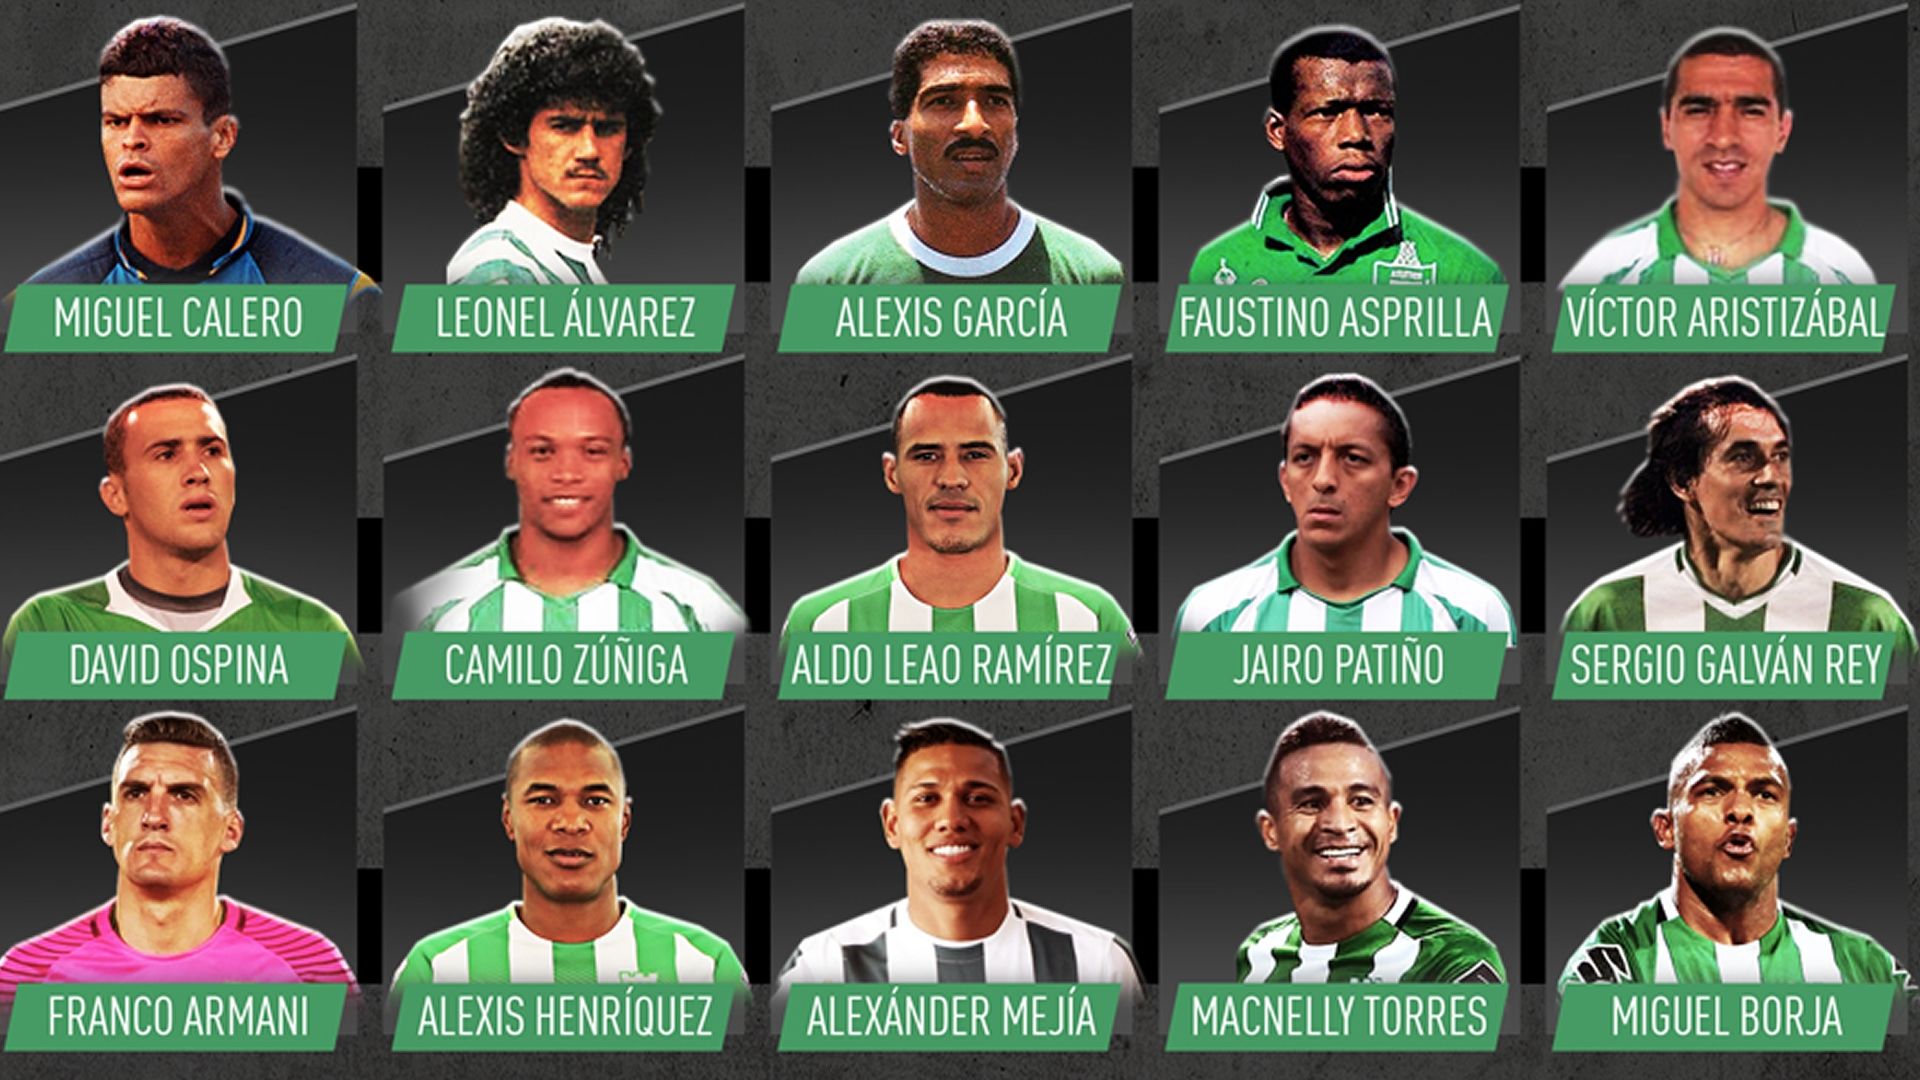 MIGUEL CALERO
LEONEL ÁLVAREZ
ALEXIS GARCÍA
FAUSTINO ASPRILLA
VÍCTOR ARISTIZÁBAL
DAVID OSPINA
CAMILO ZÚÑIGA
ALDO LEAO RAMÍREZ
JAIRO PATIÑO
SERGIO GALVÁN REY
FRANCO ARMANI
ALEXIS HENRÍQUEZ
ALEXÁNDER MEJÍA
MACNELLY TORRES
MIGUEL BORJA